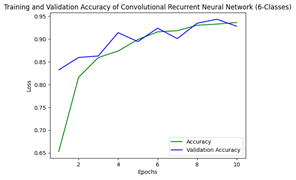 Training and Validation Accuracy of Convolutional Recurrent Neural Network (6-Classes)
0.95
0.90
0.85
0.80
0.75
0.70
0.65
Loss
2
4
6
8
10
Epochs
Accuracy
Validation Accuracy